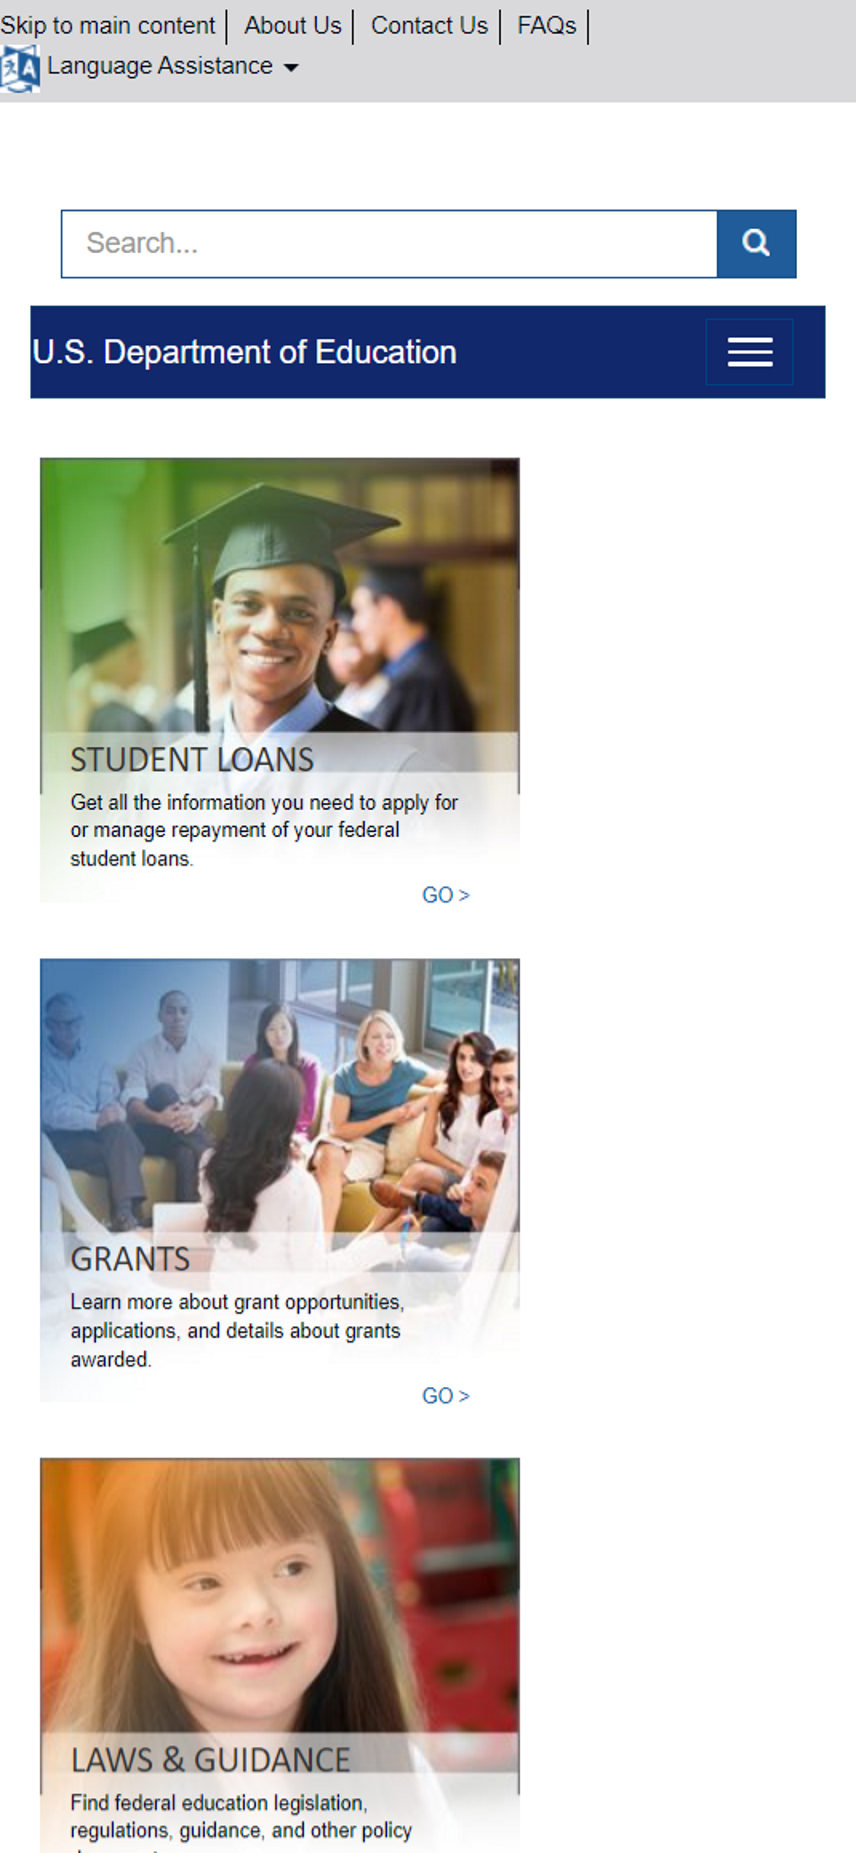 Skip to main content | About Us | Contact Us | FAQs |
Language Assistance
Search...
U.S. Department of Education
STUDENT LOANS
Get all the information you need to apply for
or manage repayment of your federal
student loans.
GO >
GRANTS
Learn more about grant opportunities,
applications, and details about grants
awarded.
GO >
LAWS & GUIDANCE
Find federal education legislation,
regulations, guidance, and other policy